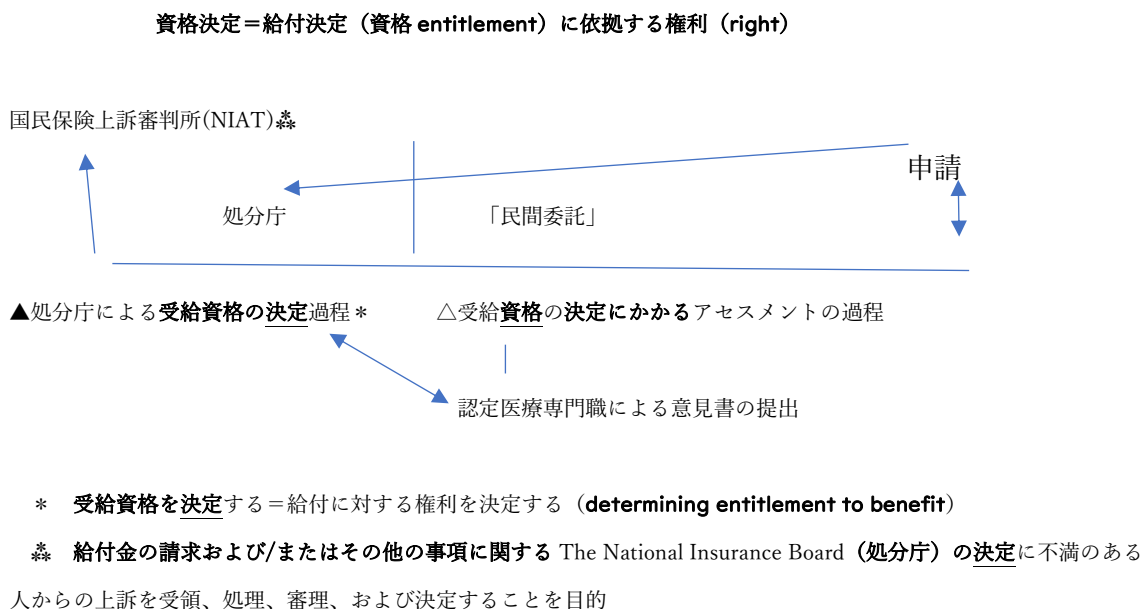 資格決定＝給付決定（資格 entitlement）に依拠する権利（right）
国民保険上訴審判所(NIAT)⁂
申請
処分庁 「民間委託」
▲処分庁による受給資格の決定過程＊ △受給資格の決定にかかるアセスメントの過程
認定医療専門職による意見書の提出
＊ 受給資格を決定する＝給付に対する権利を決定する（determining entitlement to benefit）
⁂ 給付金の請求および/またはその他の事項に関する The National Insurance Board（処分庁）の決定に不満のある
人からの上訴を受領、処理、審理、および決定することを目的